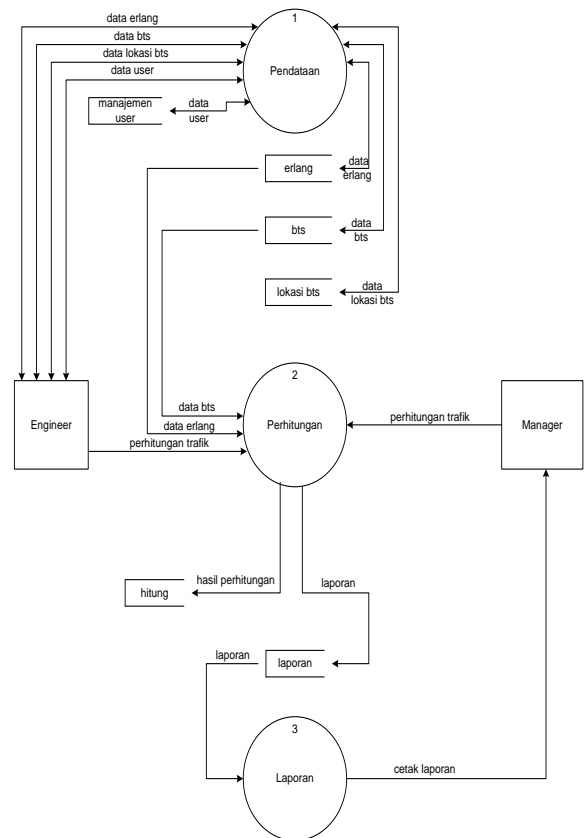 data erlang
data bts
data lokasi bts
data user
1
Pendataan
manajemen
user
data
user
erlang
data
erlang
bts
data
bts
lokasi bts
data
lokasi bts
Engineer
data bts
data erlang
perhitungan trafik
2
Perhitungan
perhitungan trafik
Manager
hitung
hasil perhitungan
laporan
laporan
laporan
3
Laporan
cetak laporan